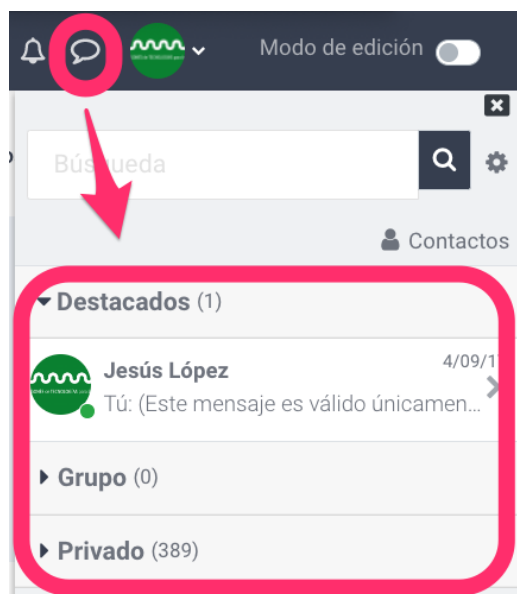 Modo de edición
Búsqueda
Contactos
Destacados (1)
Jesús López 4/09/1
Tú: (Este mensaje es válido únicamen...
Grupo (0)
Privado (389)